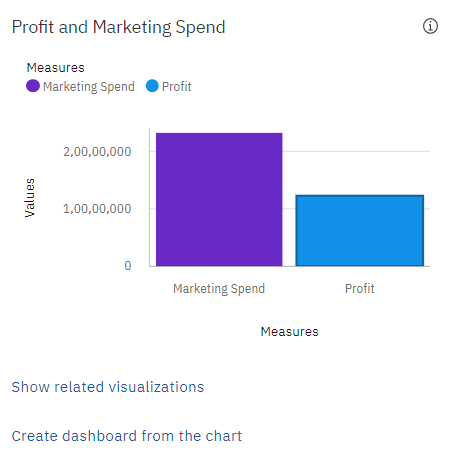 Profit and Marketing Spend
Measures
Marketing Spend Profit
2,00,00,000
1,00,00,000
0
Values
Marketing Spend Profit
Measures
Show related visualizations
Create dashboard from the chart